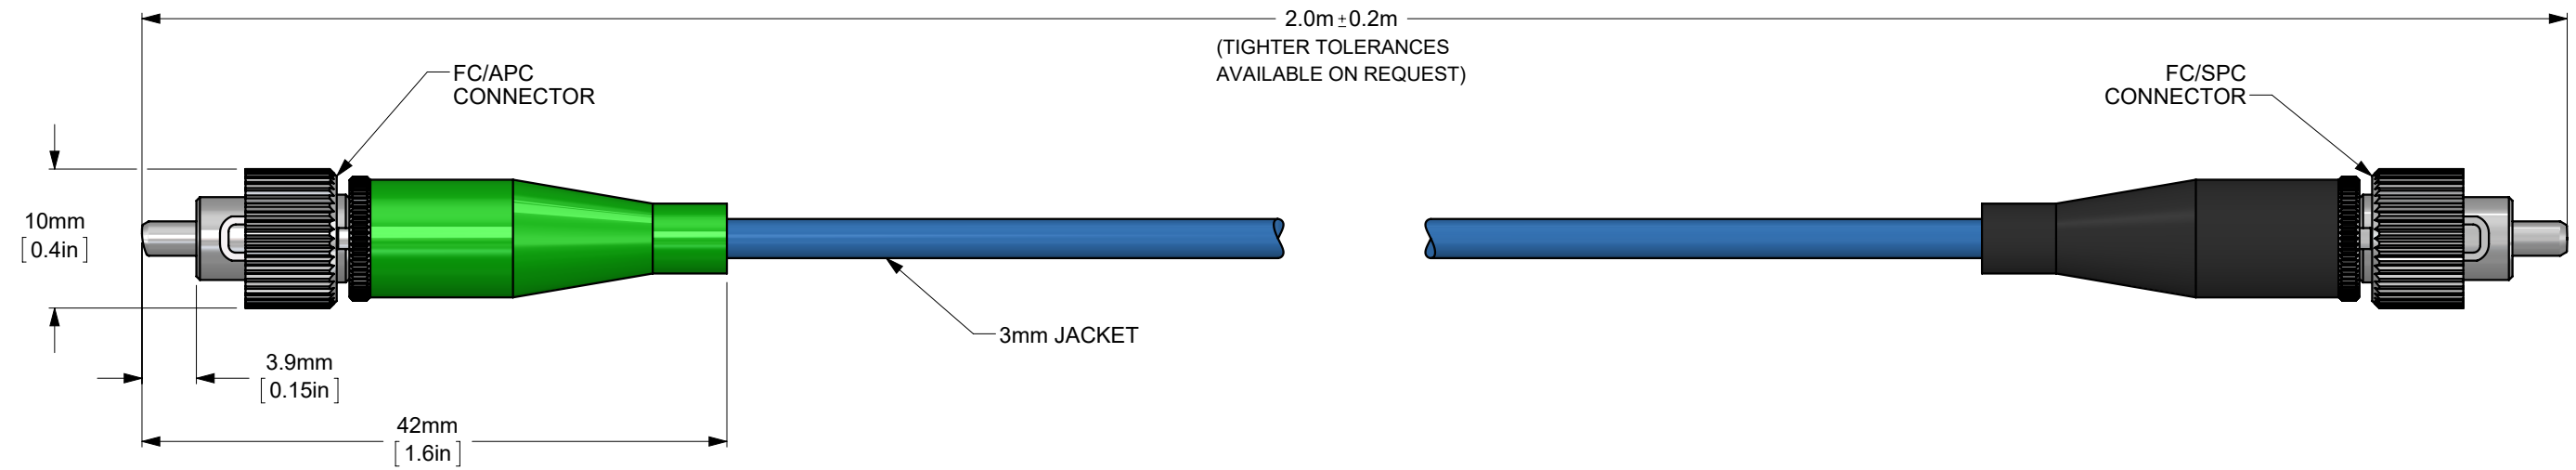 2.0m±0.2m
(TIGHTER TOLERANCES
AVAILABLE ON REQUEST)
FC/APC
CONNECTOR
FC/SPC
CONNECTOR
10mm
[0.4in]
3mm JACKET
3.9mm
[0.15in]
42mm
[1.6in]